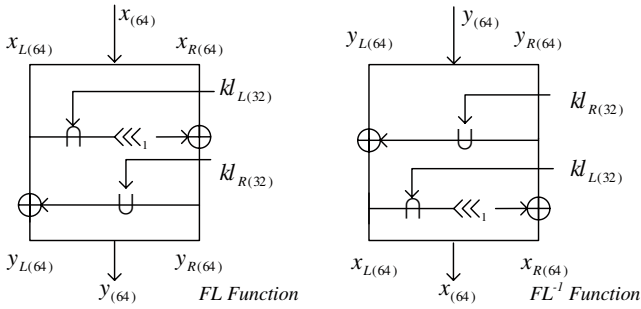 x(64)
xL(64) xR(64)
klL(32)
1
klR(32)
yL(64) yR(64)
y(64)
FL Function
y(64)
yL(64) yR(64)
klR(32)
klL(32)
1
xL(64) xR(64)
x(64)
FL-1 Function